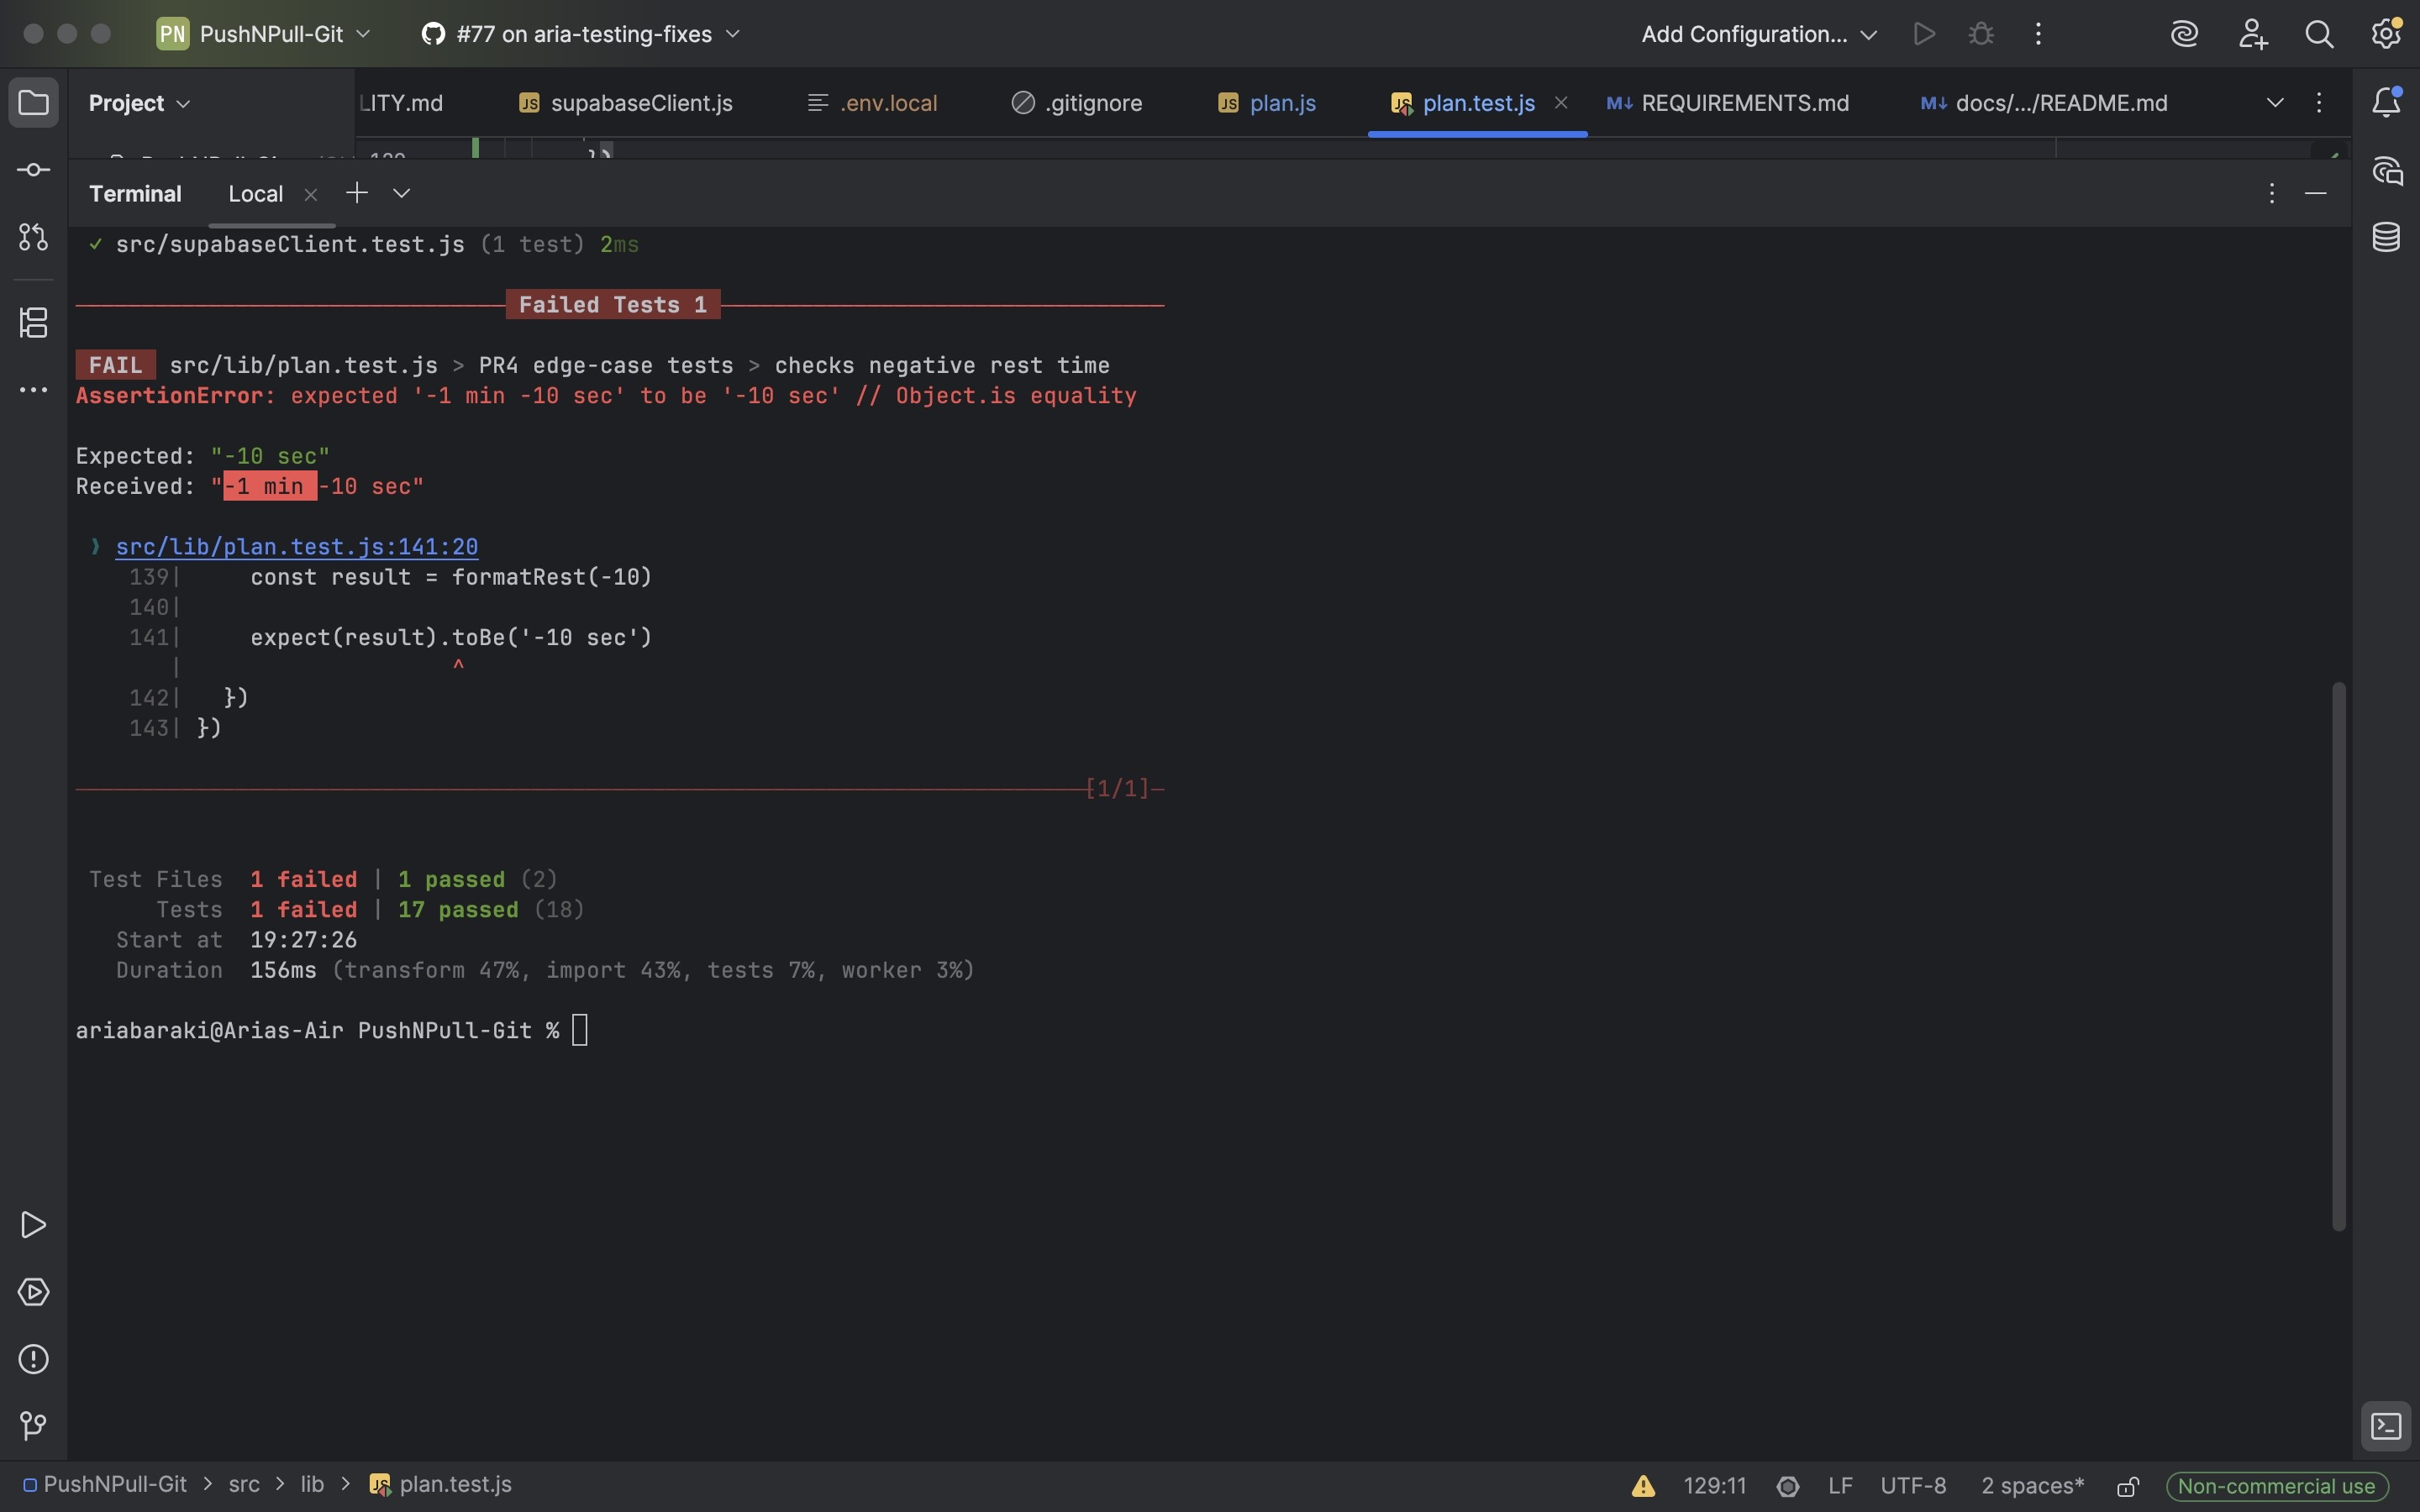 PN PushNPull-Git #77 on aria-testing-fixes Add Configuration...
Project LITY.md JS supabaseClient.js .env.local .gitignore JS plan.js JS plan.test.js M↓ REQUIREMENTS.md M↓ docs/.../README.md
Terminal Local
✓ src/supabaseClient.test.js (1 test) 2ms
Failed Tests 1
FAIL src/lib/plan.test.js > PR4 edge-case tests > checks negative rest time
AssertionError: expected '-1 min -10 sec' to be '-10 sec' // Object.is equality
Expected: "-10 sec"
Received: "-1 min -10 sec"
❯ src/lib/plan.test.js:141:20
139| const result = formatRest(-10)
140|
141| expect(result).toBe('-10 sec')
| ^
142| })
143| })
[1/1]
Test Files 1 failed | 1 passed (2)
Tests 1 failed | 17 passed (18)
Start at 19:27:26
Duration 156ms (transform 47%, import 43%, tests 7%, worker 3%)
ariabaraki@Arias-Air PushNPull-Git %
PushNPull-Git > src > lib > JS plan.test.js 129:11 LF UTF-8 2 spaces* Non-commercial use